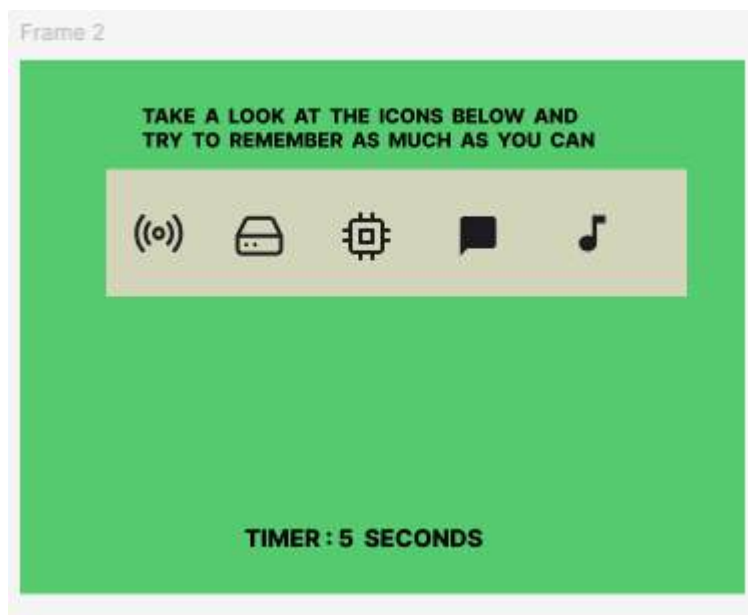 Frame 2
TAKE A LOOK AT THE ICONS BELOW AND
TRY TO REMEMBER AS MUCH AS YOU CAN
TIMER : 5 SECONDS